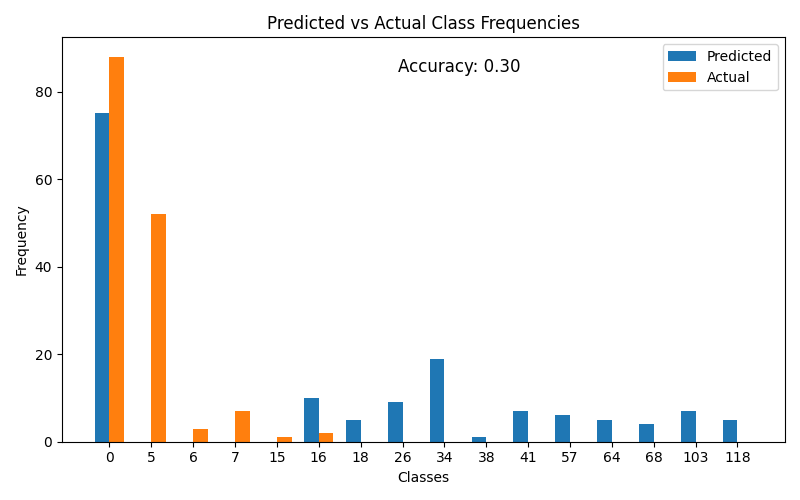 Predicted vs Actual Class Frequencies
Accuracy: 0.30
Predicted
Actual
Frequency
80
60
40
20
0
0 5 6 7 15 16 18 26 34 38 41 57 64 68 103 118
Classes